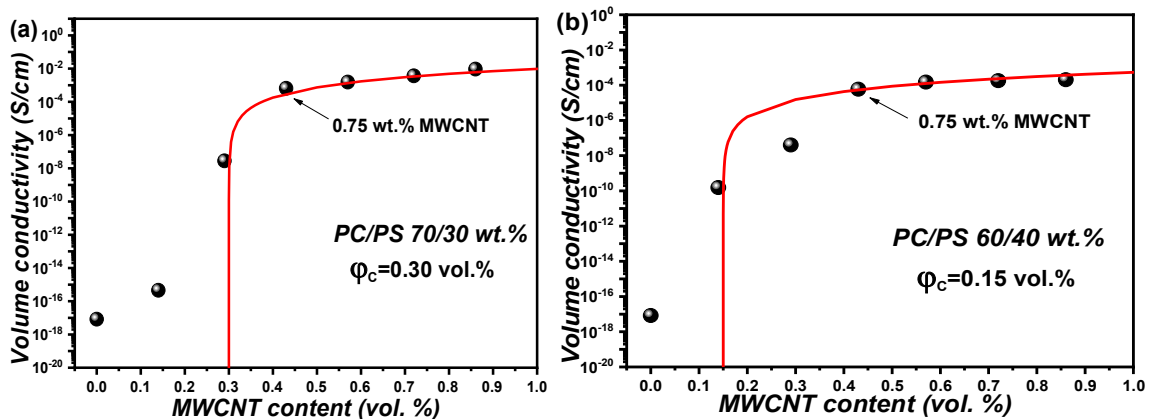 (a)
Volume conductivity (S/cm)
10^0
10^-2
10^-4
10^-6
10^-8
10^-10
10^-12
10^-14
10^-16
10^-18
10^-20
0.75 wt.% MWCNT
PC/PS 70/30 wt.%
φc=0.30 vol.%
0.0 0.1 0.2 0.3 0.4 0.5 0.6 0.7 0.8 0.9 1.0
MWCNT content (vol. %)
(b)
Volume conductivity (S/cm)
10^0
10^-2
10^-4
10^-6
10^-8
10^-10
10^-12
10^-14
10^-16
10^-18
10^-20
0.75 wt.% MWCNT
PC/PS 60/40 wt.%
φc=0.15 vol.%
0.0 0.1 0.2 0.3 0.4 0.5 0.6 0.7 0.8 0.9 1.0
MWCNT content (vol. %)